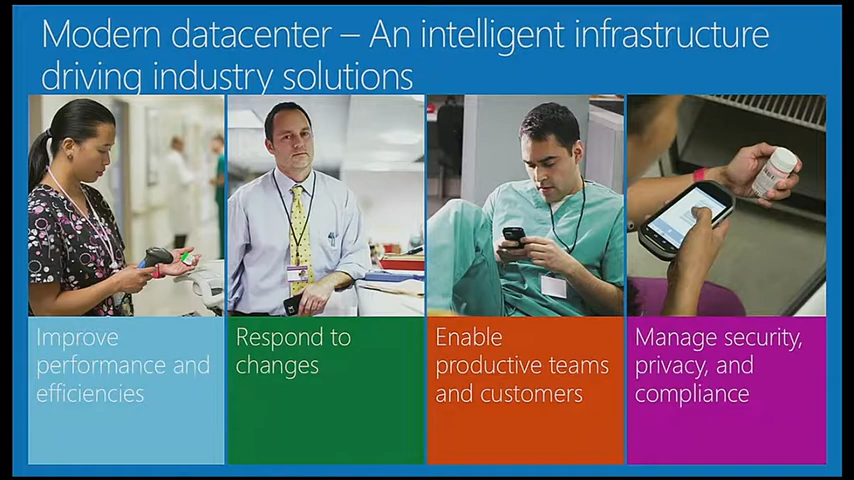 Modern datacenter – An intelligent infrastructure
driving industry solutions
Improve
performance and
efficiencies
Respond to
changes
Enable
productive teams
and customers
Manage security,
privacy, and
compliance